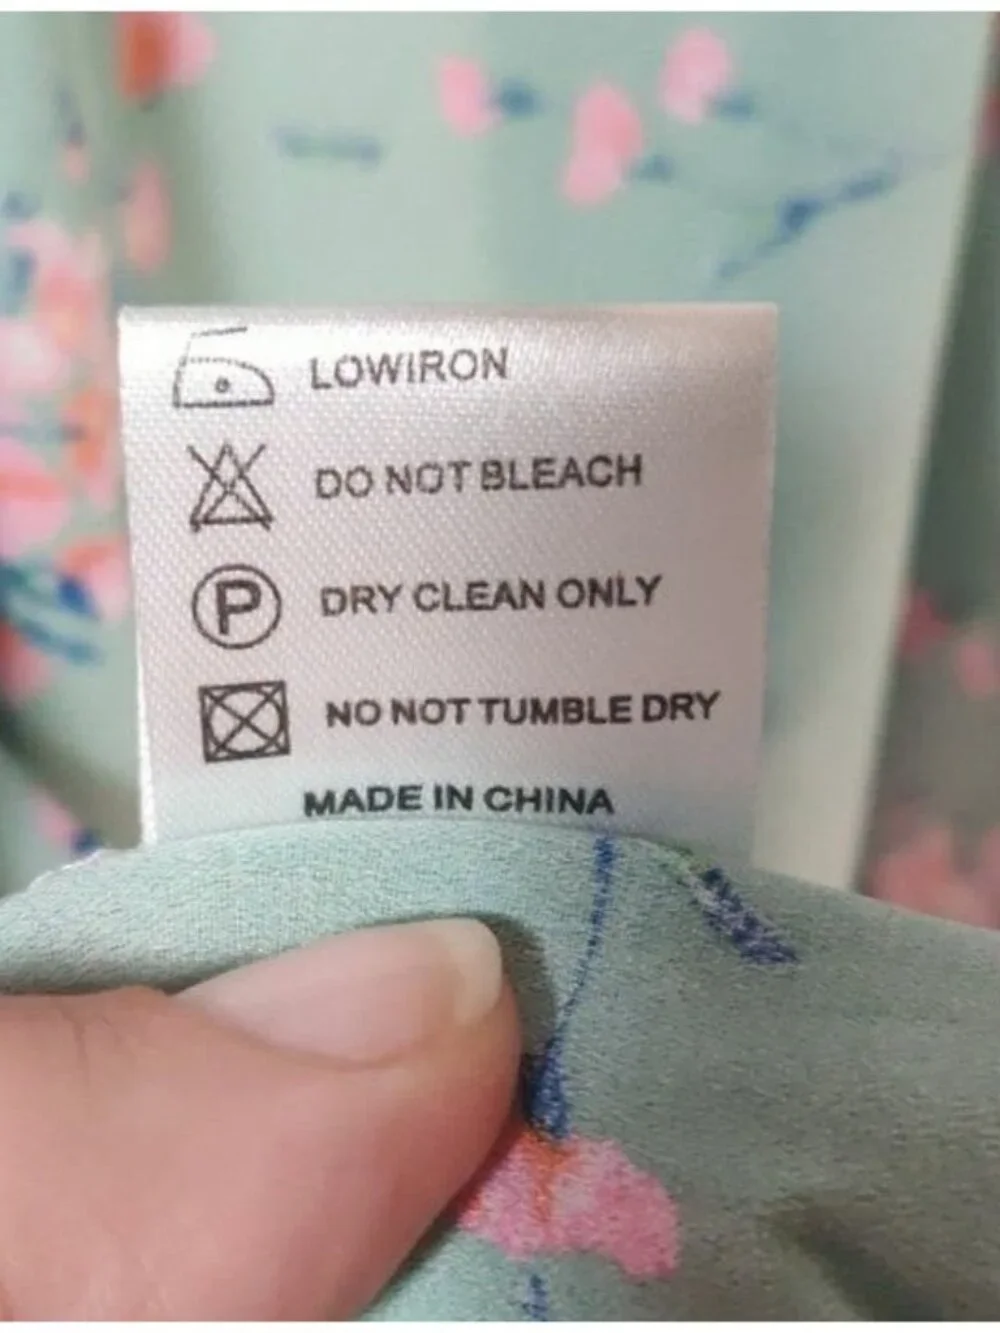 LOWIRON
DO NOT BLEACH
P DRY CLEAN ONLY
NO NOT TUMBLE DRY
MADE IN CHINA